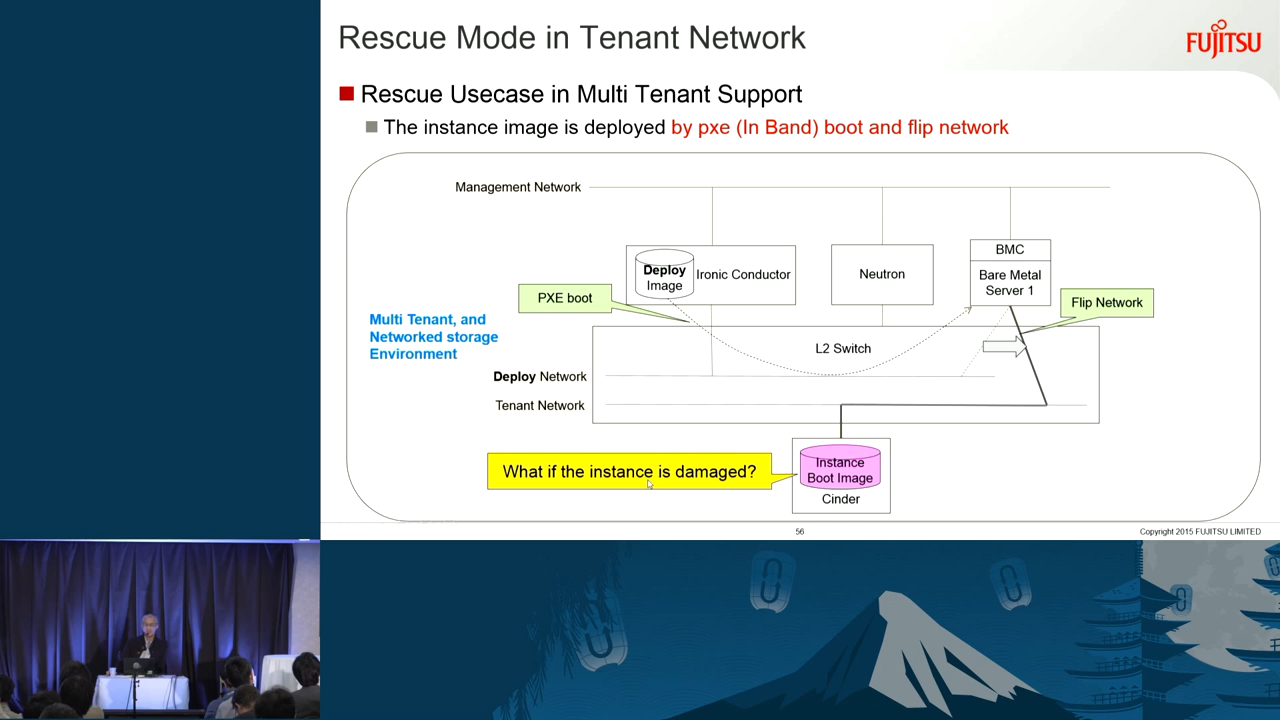 Rescue Mode in Tenant Network
FUJITSU
Rescue Usecase in Multi Tenant Support
The instance image is deployed by pxe (In Band) boot and flip network
Management Network
BMC
Deploy
Image
Ironic Conductor
Neutron
Bare Metal
Server 1
PXE boot
Flip Network
Multi Tenant, and
Networked storage
Environment
L2 Switch
Deploy Network
Tenant Network
What if the instance is damaged?
Instance
Boot Image
Cinder
56
Copyright 2015 FUJITSU LIMITED